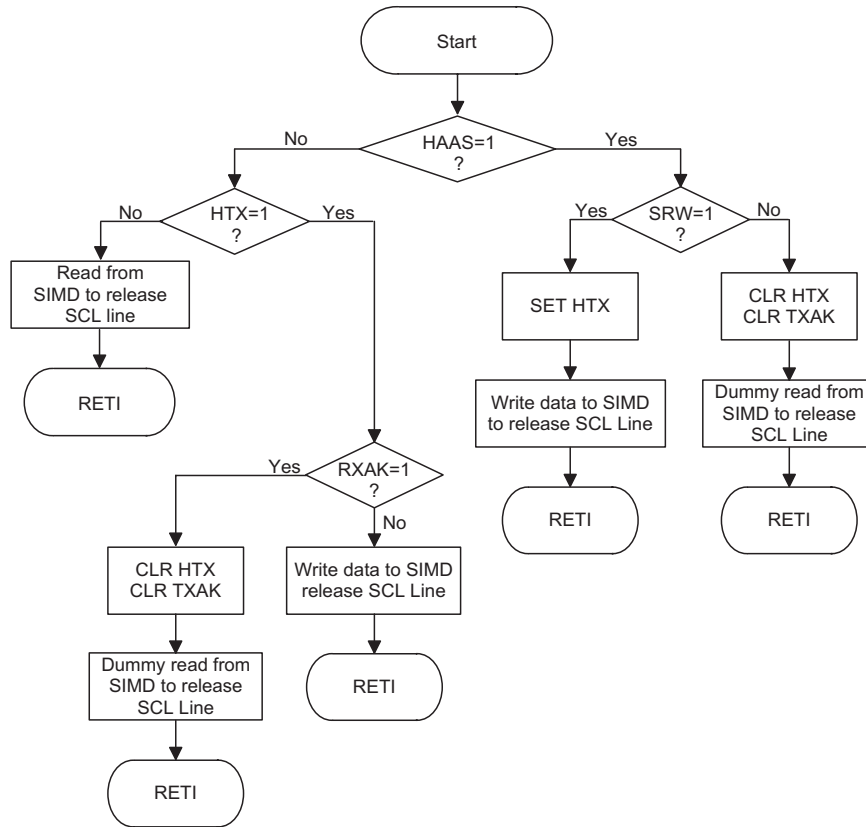 Start
No
HAAS=1
?
Yes
No
HTX=1
?
Yes
Yes
SRW=1
?
No
Read from
SIMD to release
SCL line
SET HTX
CLR HTX
CLR TXAK
RETI
Write data to SIMD
to release SCL Line
Dummy read from
SIMD to release
SCL Line
Yes
RXAK=1
?
No
RETI
RETI
CLR HTX
CLR TXAK
Write data to SIMD
release SCL Line
Dummy read from
SIMD to release
SCL Line
RETI
RETI